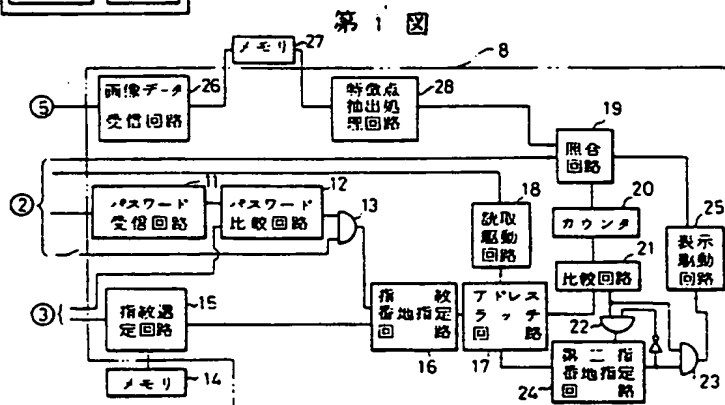 第1図
メモリ
27
8
⑤
画像データ
受信回路
26
特徴点
抽出処
理回路
28
照合
回路
19
②
11
パスワード
受信回路
12
パスワード
比較回路
13
18
読取
駆動
回路
20
カウンタ
25
表示
駆動
回路
21
比較回路
③
指紋選
定回路
15
指紋
番地指定
回路
16
アドレス
ラッチ
回路
17
22
第二指
番地指定
回路
24
23
メモリ
14